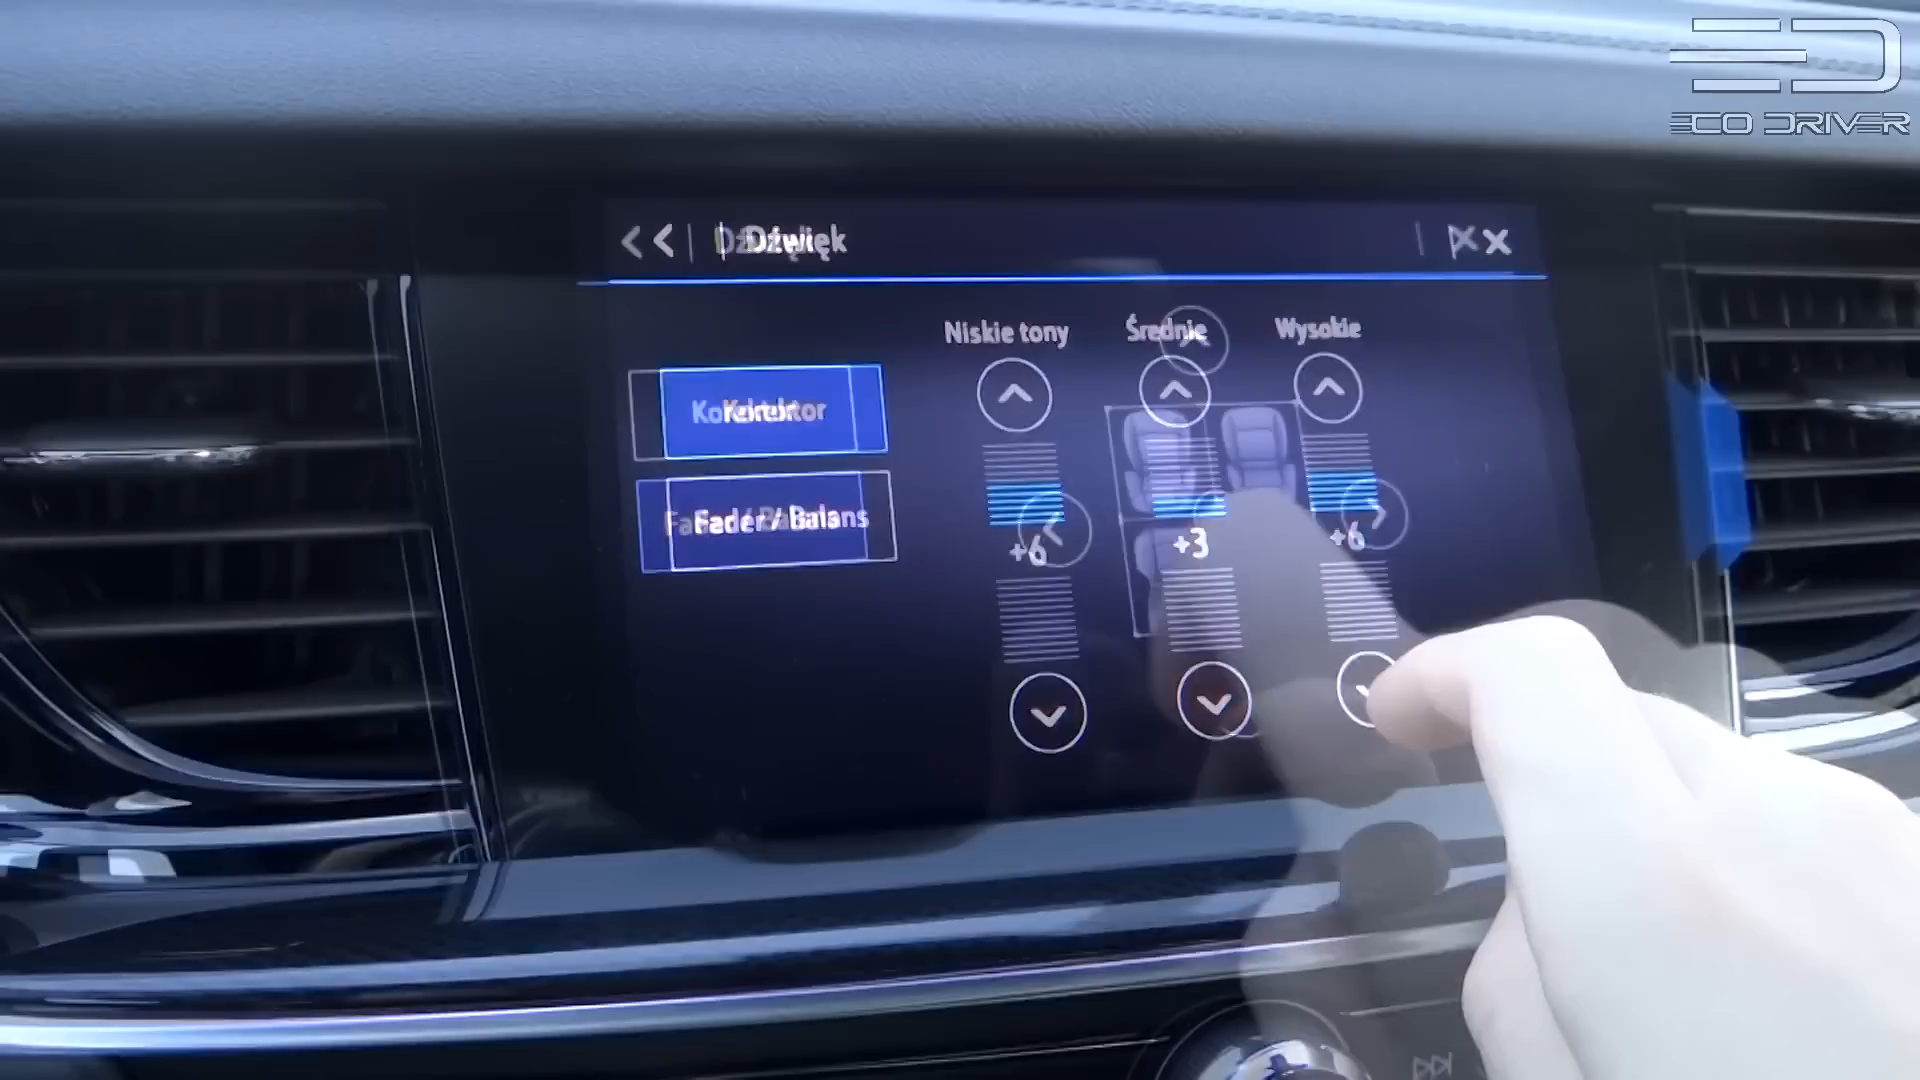 ECO DRIVER
Dźwięk
Niskie tony
Średnie
Wysokie
Korektor
Fader / Balans
+6
+3
+6